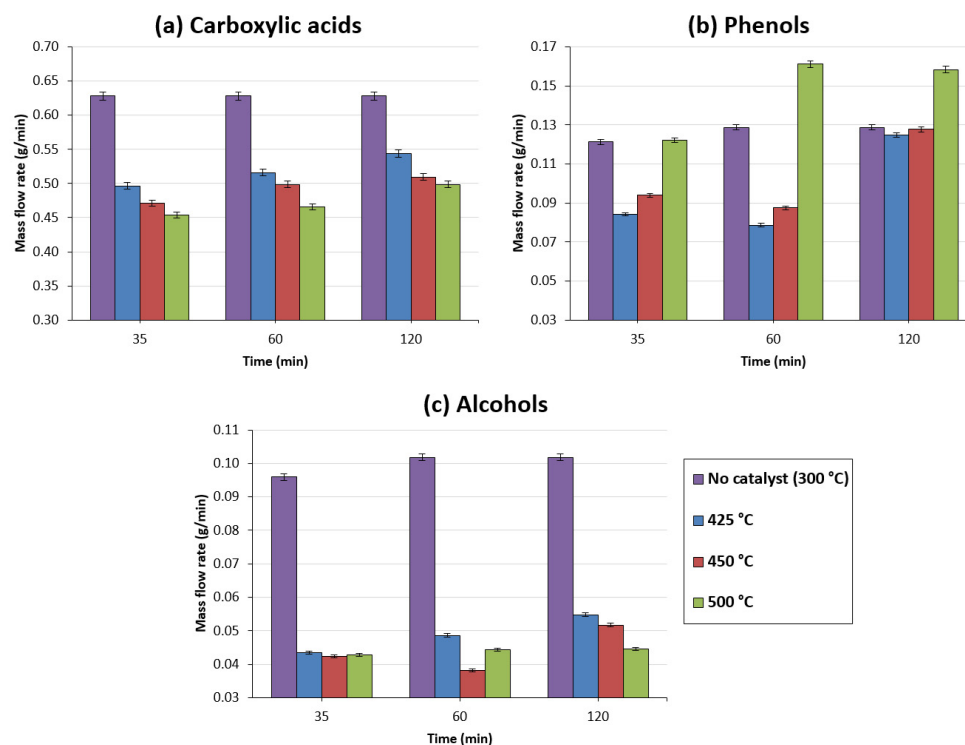 (a) Carboxylic acids
0.70
0.65
0.60
0.55
0.50
0.45
0.40
0.35
0.30
Mass flow rate (g/min)
35 60 120
Time (min)
(b) Phenols
0.17
0.15
0.13
0.11
0.09
0.07
0.05
0.03
Mass flow rate (g/min)
35 60 120
Time (min)
(c) Alcohols
0.11
0.10
0.09
0.08
0.07
0.06
0.05
0.04
0.03
Mass flow rate (g/min)
35 60 120
Time (min)
No catalyst (300 °C)
425 °C
450 °C
500 °C